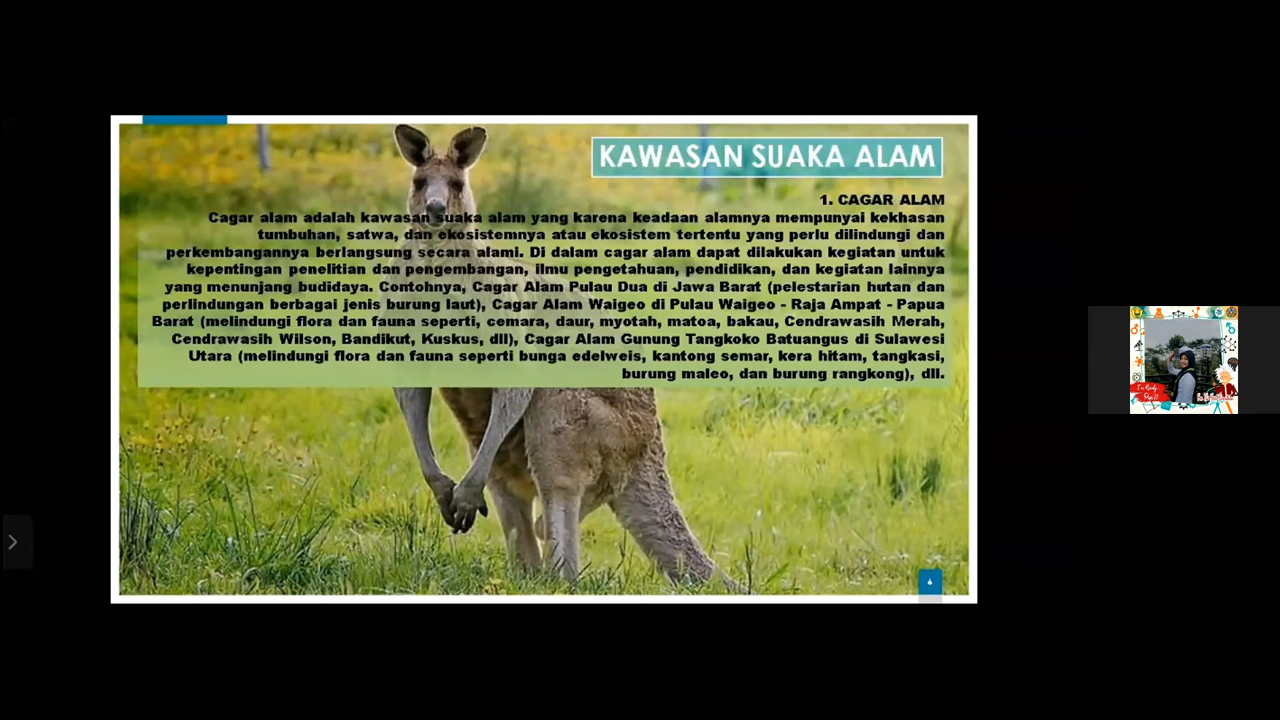 KAWASAN SUAKA ALAM
1. CAGAR ALAM
Cagar alam adalah kawasan suaka alam yang karena keadaan alamnya mempunyai kekhasan
tumbuhan, satwa, dan ekosistemnya atau ekosistem tertentu yang perlu dilindungi dan
perkembangannya berlangsung secara alami. Di dalam cagar alam dapat dilakukan kegiatan untuk
kepentingan penelitian dan pengembangan, ilmu pengetahuan, pendidikan, dan kegiatan lainnya
yang menunjang budidaya. Contohnya, Cagar Alam Pulau Dua di Jawa Barat (pelestarian hutan dan
perlindungan berbagai jenis burung laut), Cagar Alam Waigeo di Pulau Waigeo - Raja Ampat - Papua
Barat (melindungi flora dan fauna seperti, cemara, daur, myotah, matoa, bakau, Cendrawasih Merah,
Cendrawasih Wilson, Bandikut, Kuskus, dll), Cagar Alam Gunung Tangkoko Batuangus di Sulawesi
Utara (melindungi flora dan fauna seperti bunga edelweis, kantong semar, kera hitam, tangkasi,
burung maleo, dan burung rangkong), dll.
6